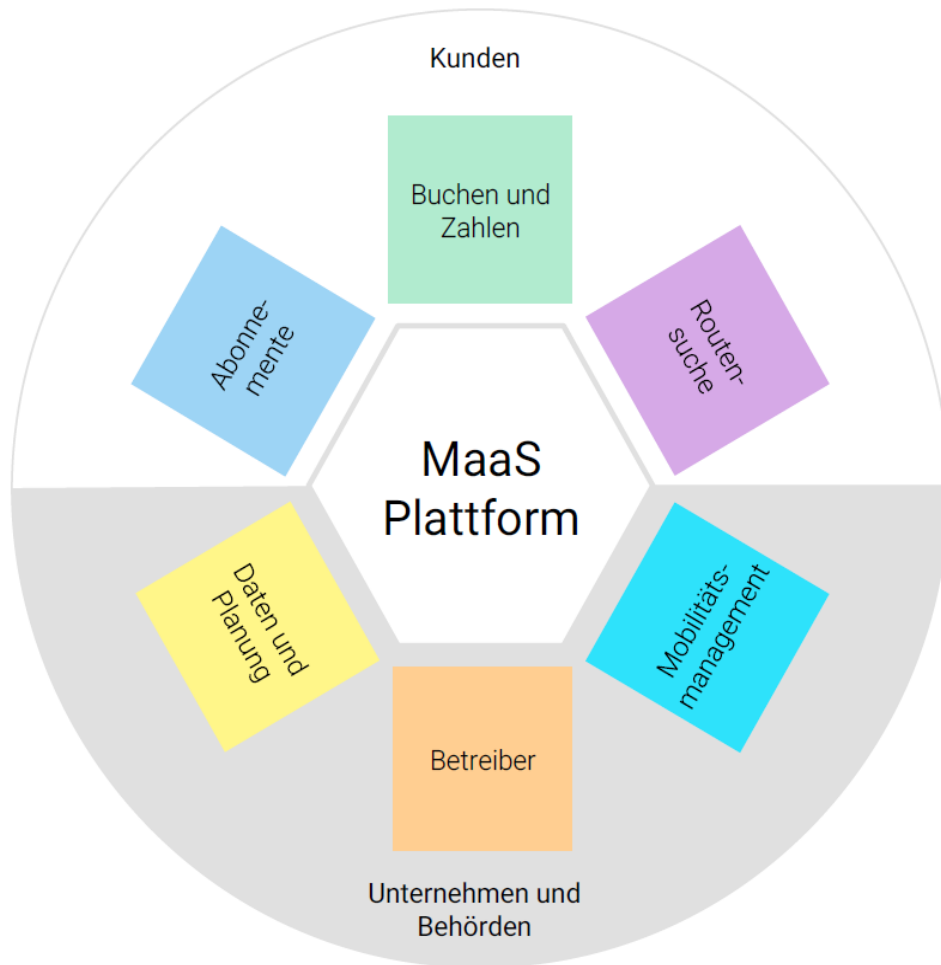 Kunden
Buchen und
Zahlen
Abonne-
mente
Routen-
suche
MaaS
Plattform
Daten und
Planung
Mobilitäts-
management
Betreiber
Unternehmen und
Behörden